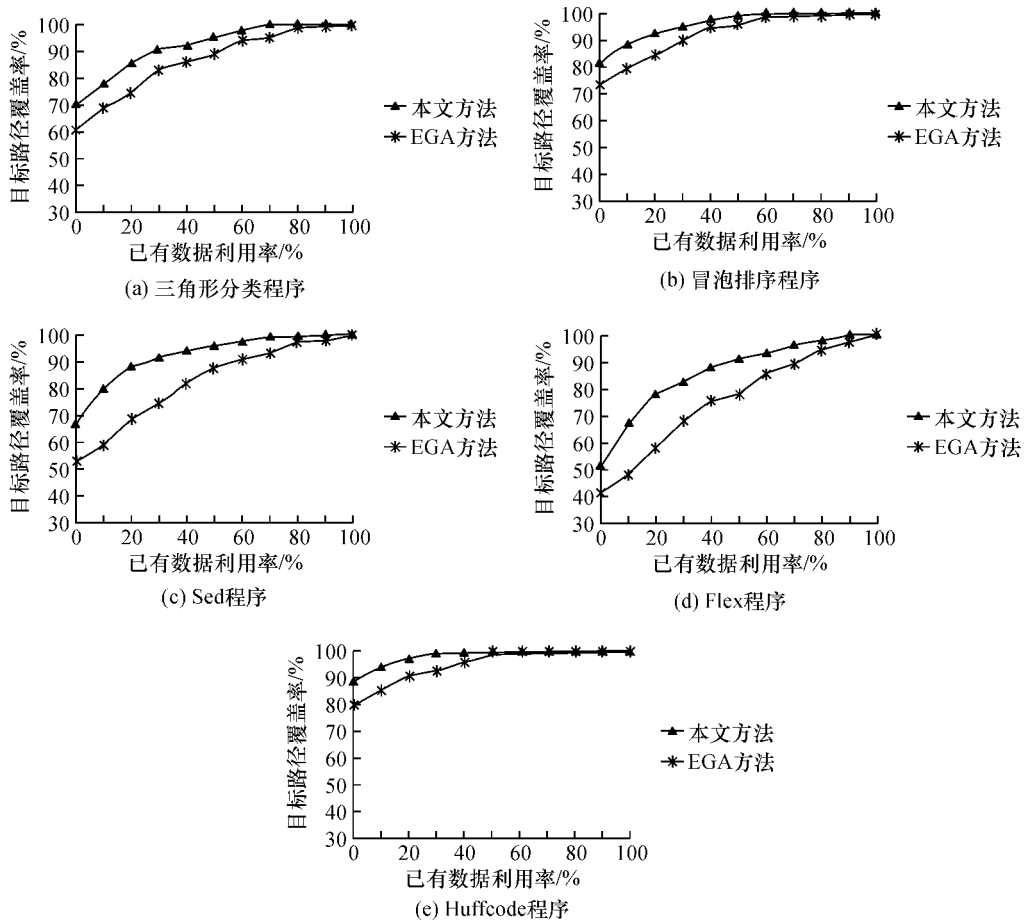 目标路径覆盖率/%
100
90
80
70
60
50
40
30
0 20 40 60 80 100
已有数据利用率/%
本文方法
EGA方法
(a) 三角形分类程序
目标路径覆盖率/%
100
90
80
70
60
50
40
30
0 20 40 60 80 100
已有数据利用率/%
本文方法
EGA方法
(b) 冒泡排序程序
目标路径覆盖率/%
100
90
80
70
60
50
40
30
0 20 40 60 80 100
已有数据利用率/%
本文方法
EGA方法
(c) Sed程序
目标路径覆盖率/%
100
90
80
70
60
50
40
30
0 20 40 60 80 100
已有数据利用率/%
本文方法
EGA方法
(d) Flex程序
目标路径覆盖率/%
100
90
80
70
60
50
40
30
0 20 40 60 80 100
已有数据利用率/%
本文方法
EGA方法
(e) Huffcode程序